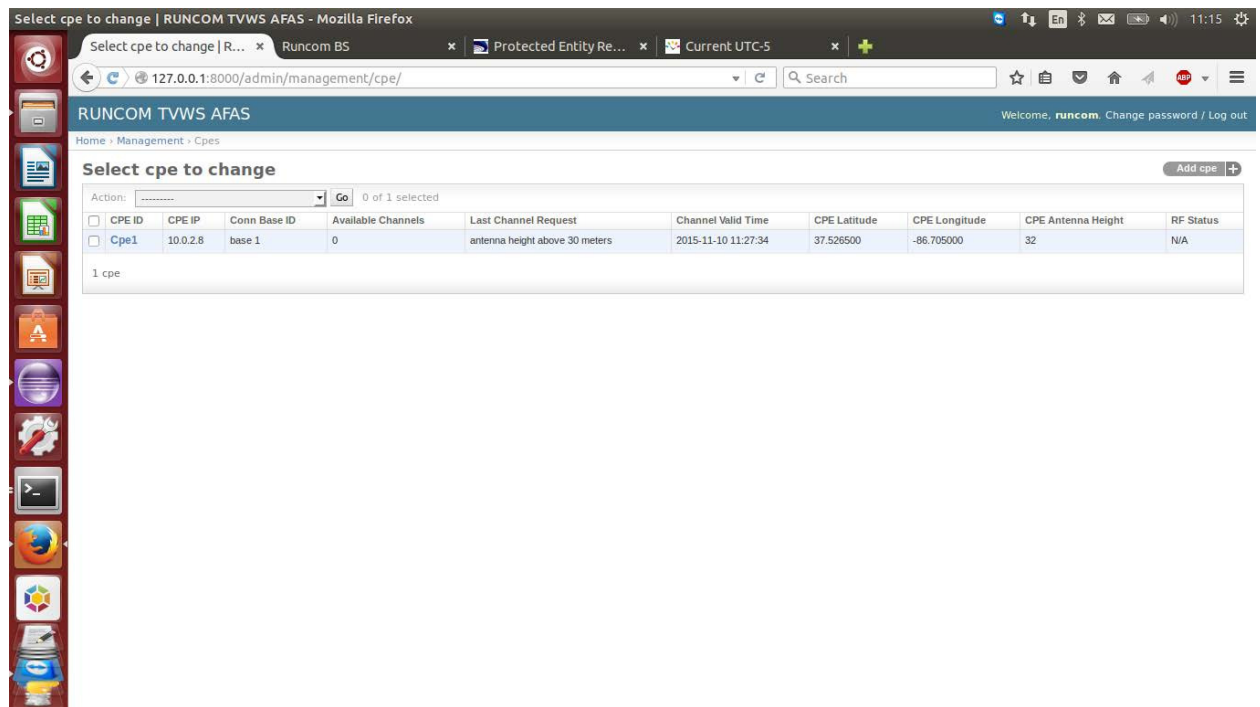 Select cpe to change | RUNCOM TVWS AFAS - Mozilla Firefox En 11:15
Select cpe to change | R... × Runcom BS × Protected Entity Re... × Current UTC-5 ×
127.0.0.1:8000/admin/management/cpe/ Search ABP
RUNCOM TVWS AFAS Welcome, runcom. Change password / Log out
Home › Management › Cpes
Select cpe to change Add cpe +
Action: --------- Go 0 of 1 selected
CPE ID CPE IP Conn Base ID Available Channels Last Channel Request Channel Valid Time CPE Latitude CPE Longitude CPE Antenna Height RF Status
Cpe1 10.0.2.8 base 1 0 antenna height above 30 meters 2015-11-10 11:27:34 37.526500 -86.705000 32 N/A
1 cpe